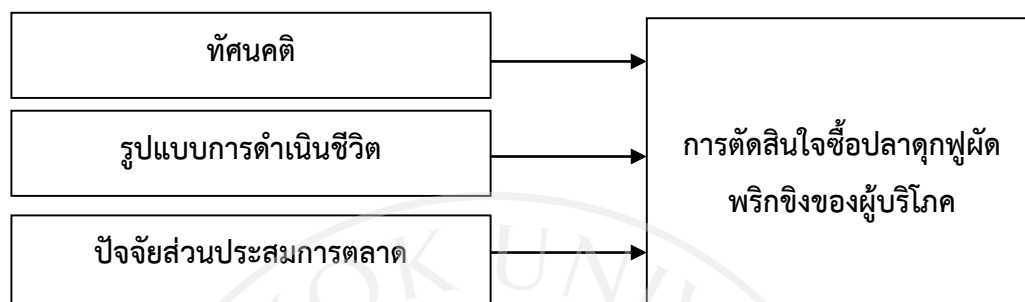 ทัศนคติ
รูปแบบการดำเนินชีวิต
ปัจจัยส่วนประสมการตลาด
การตัดสินใจซื้อปลาดุกฟูผัด
พริกขิงของผู้บริโภค
OK UNI